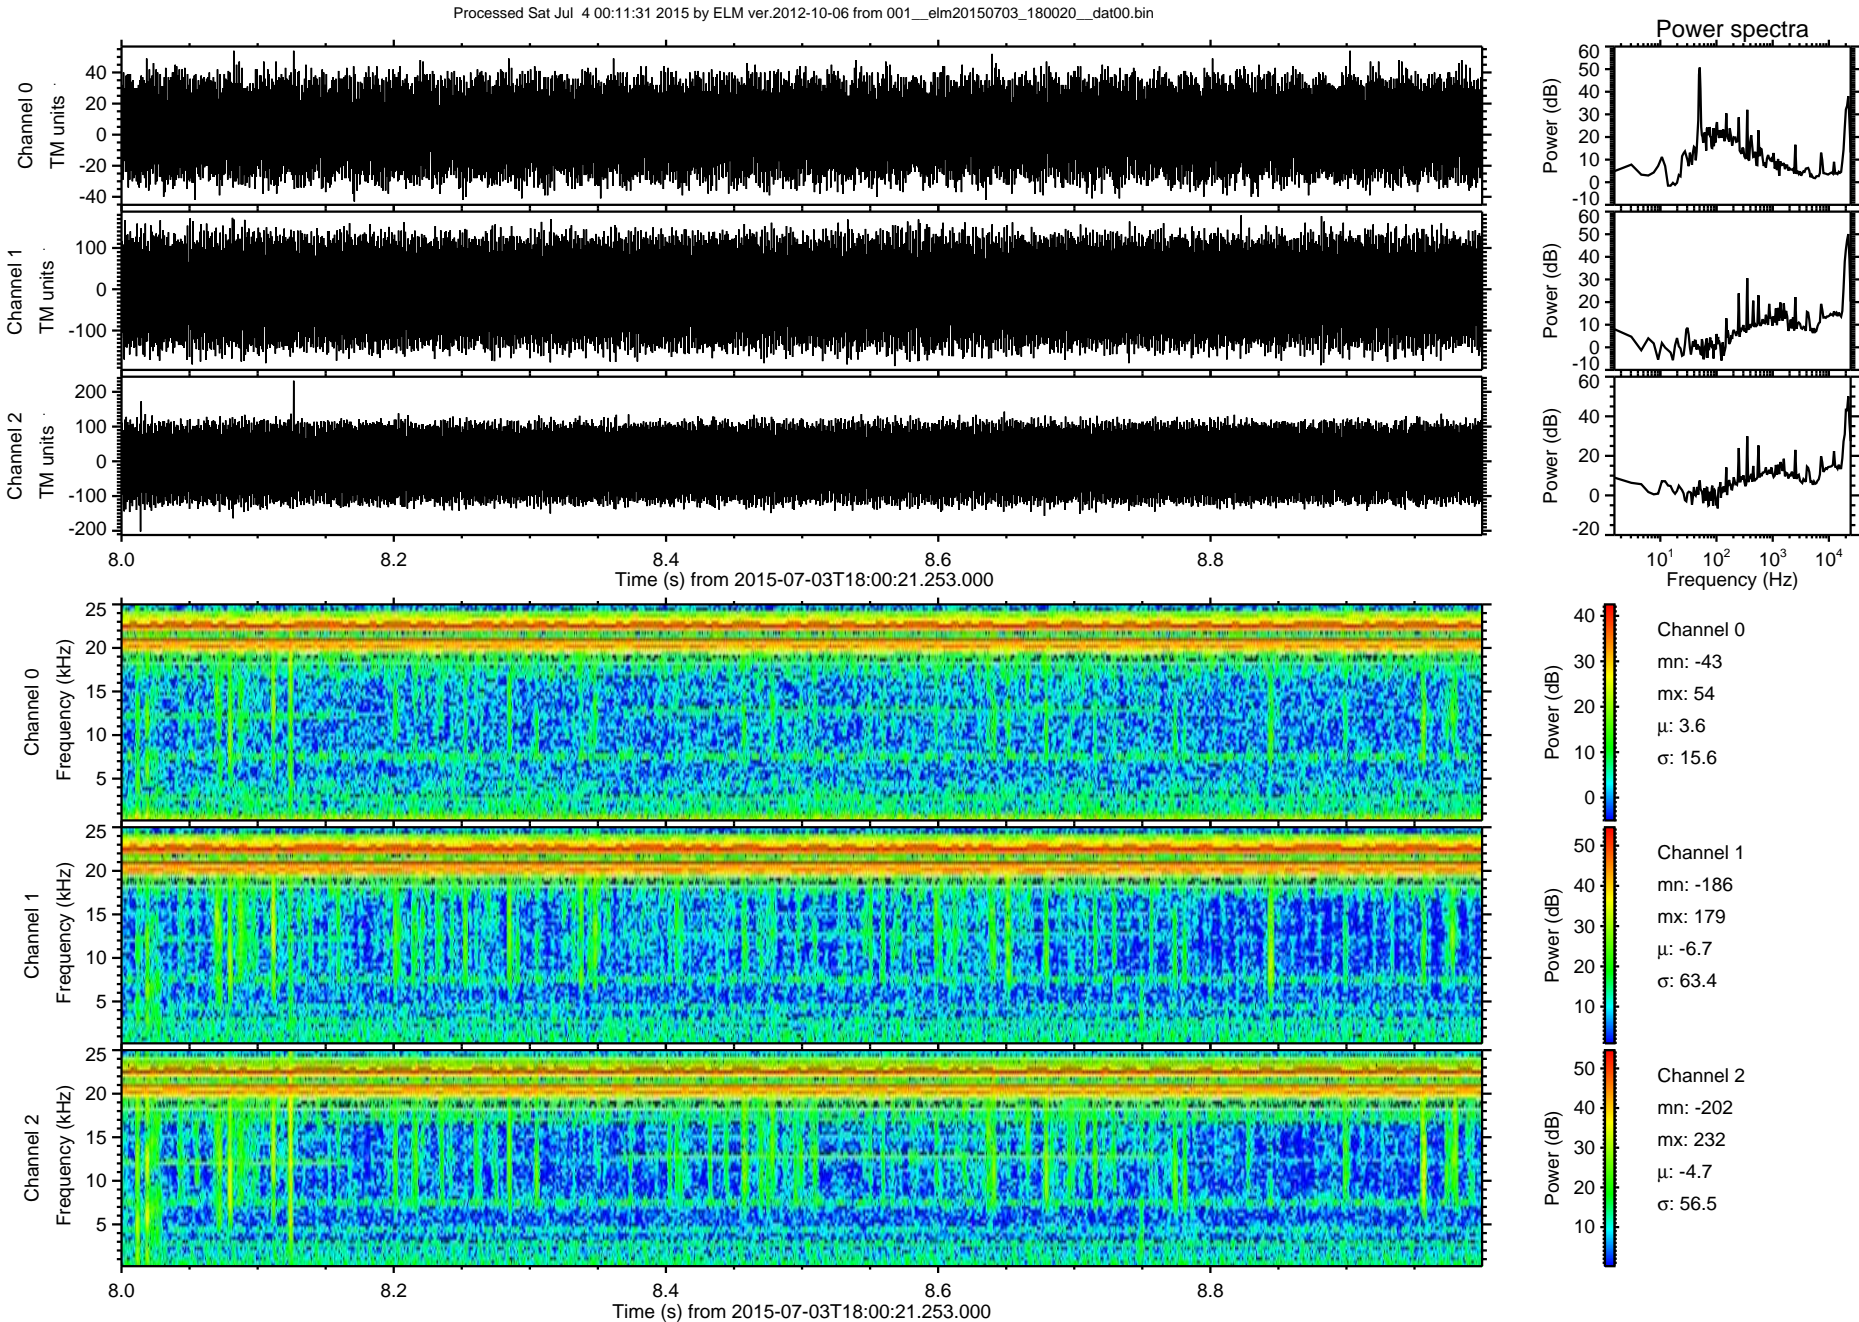 Processed Sat Jul  4 00:11:31 2015 by ELM ver.2012-10-06 from 001__elm20150703_180020__dat00.bin
Power spectra
Channel 0
TM units
40
20
0
-20
-40
Power (dB)
60
50
40
30
20
10
0
-10
Channel 1
TM units
100
0
-100
Power (dB)
60
50
40
30
20
10
0
-10
Channel 2
TM units
200
100
0
-100
-200
Power (dB)
60
40
20
0
-20
8.0 8.2 8.4 8.6 8.8
Time (s) from 2015-07-03T18:00:21.253.000
10^1 10^2 10^3 10^4
Frequency (Hz)
Channel 0
Frequency (kHz)
25
20
15
10
5
Power (dB)
40
30
20
10
0
Channel 0
mn: -43
mx: 54
μ: 3.6
σ: 15.6
Channel 1
Frequency (kHz)
25
20
15
10
5
Power (dB)
50
40
30
20
10
Channel 1
mn: -186
mx: 179
μ: -6.7
σ: 63.4
Channel 2
Frequency (kHz)
25
20
15
10
5
Power (dB)
50
40
30
20
10
Channel 2
mn: -202
mx: 232
μ: -4.7
σ: 56.5
8.0 8.2 8.4 8.6 8.8
Time (s) from 2015-07-03T18:00:21.253.000